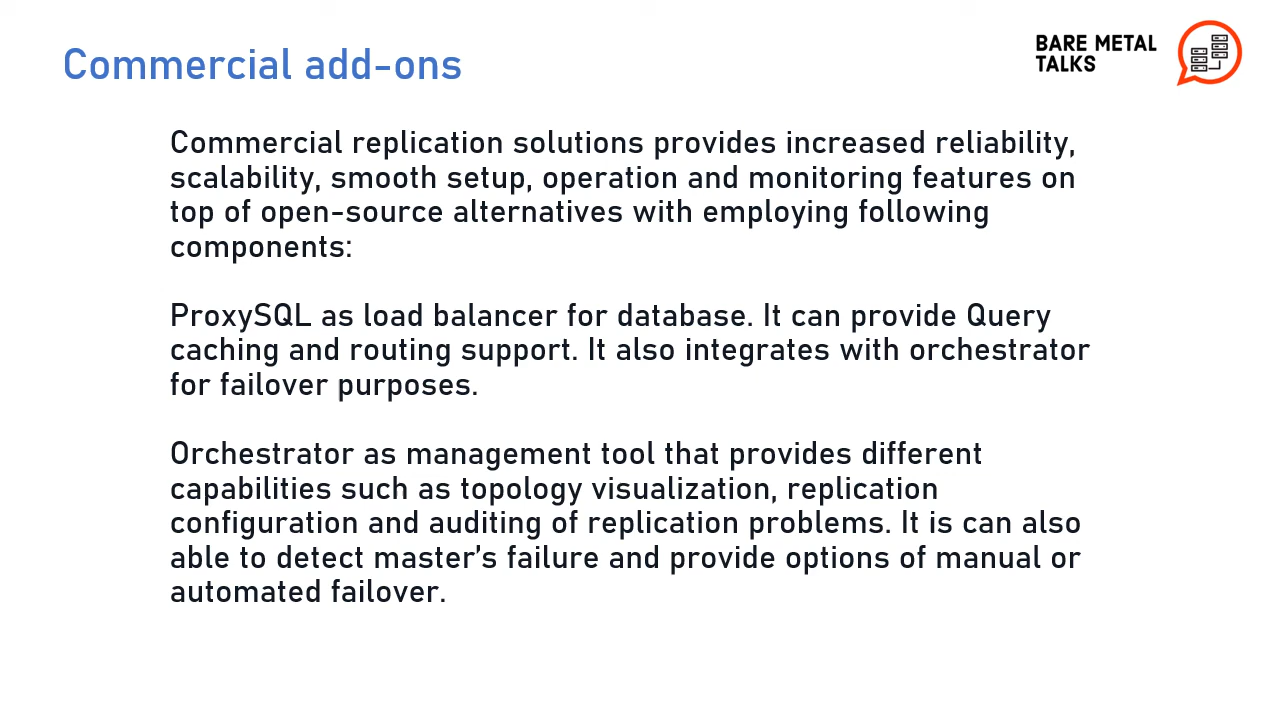 Commercial add-ons
BARE METAL
TALKS
Commercial replication solutions provides increased reliability,
scalability, smooth setup, operation and monitoring features on
top of open-source alternatives with employing following
components:
ProxySQL as load balancer for database. It can provide Query
caching and routing support. It also integrates with orchestrator
for failover purposes.
Orchestrator as management tool that provides different
capabilities such as topology visualization, replication
configuration and auditing of replication problems. It is can also
able to detect master’s failure and provide options of manual or
automated failover.